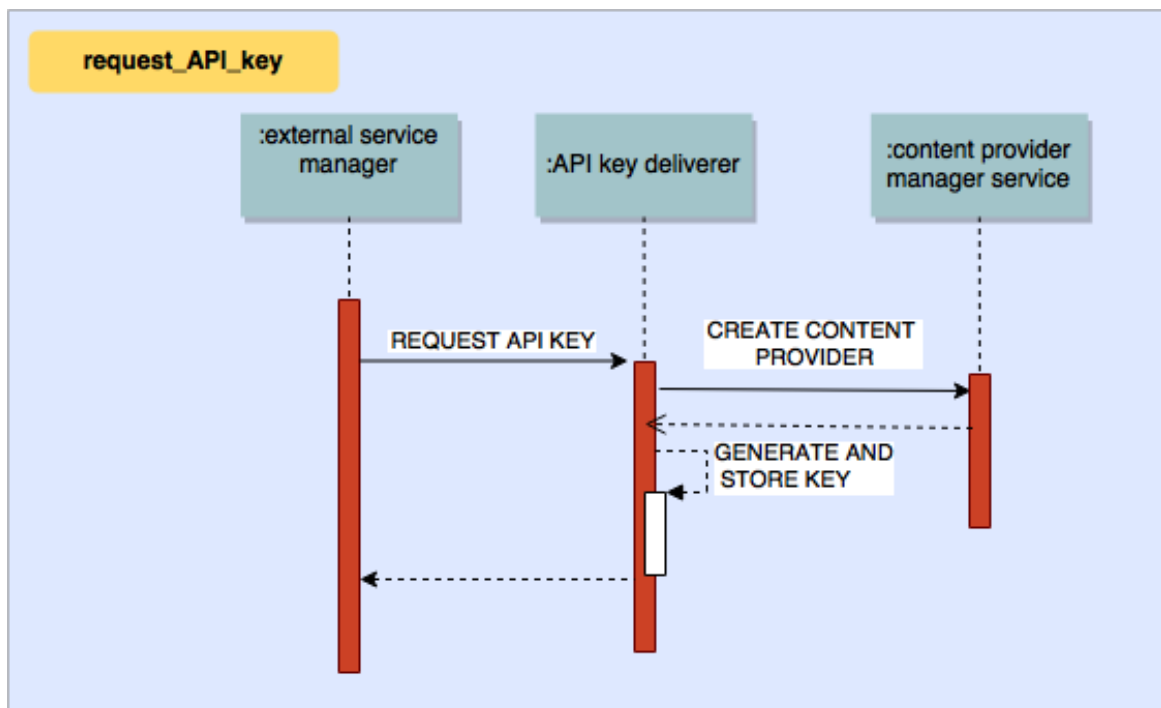 request_API_key
:external service
manager
:API key deliverer
:content provider
manager service
REQUEST API KEY
CREATE CONTENT
PROVIDER
GENERATE AND
STORE KEY